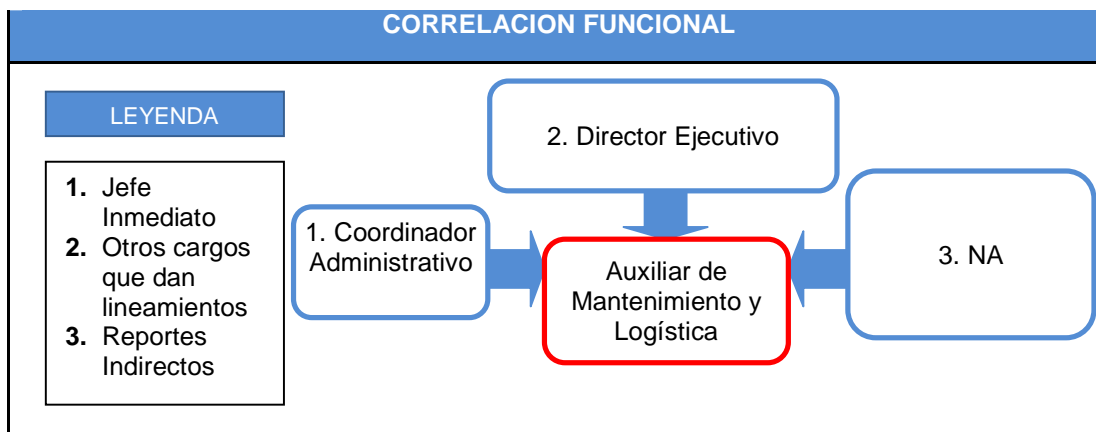 CORRELACION FUNCIONAL
LEYENDA
1. Jefe
Inmediato
2. Otros cargos
que dan
lineamientos
3. Reportes
Indirectos
2. Director Ejecutivo
1. Coordinador
Administrativo
Auxiliar de
Mantenimiento y
Logística
3. NA